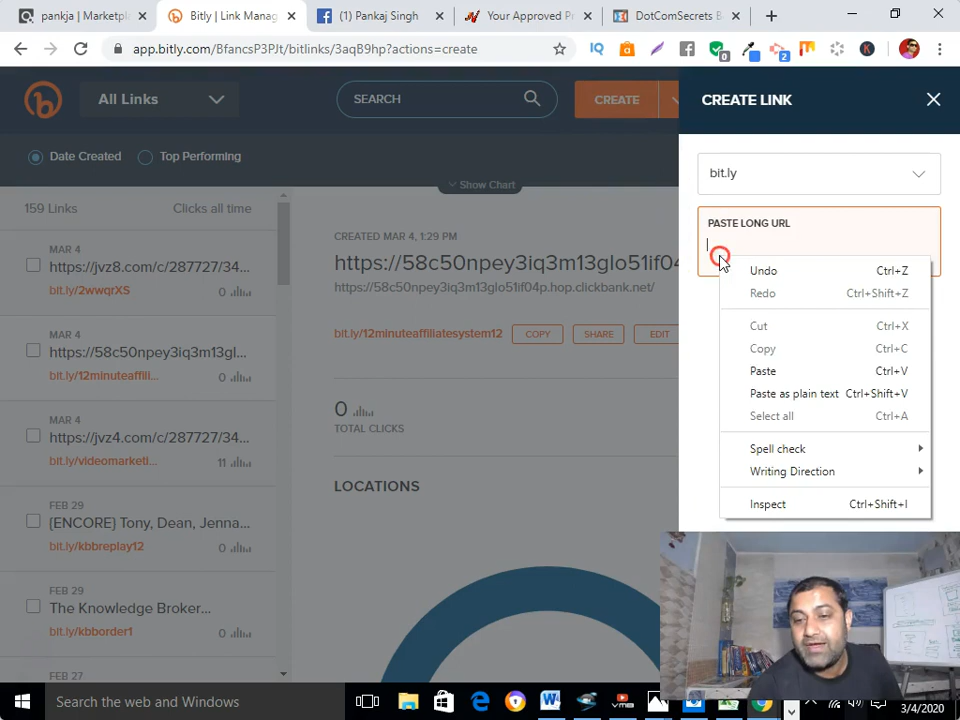 pankja | Marketpl
Bitly | Link Manag
(1) Pankaj Singh
Your Approved Pr
DotComSecrets B
app.bitly.com/BfancsP3PJt/bitlinks/3aqB9hp?actions=create
IQ
0
2
K
b
All Links
SEARCH
CREATE
CREATE LINK
Date Created
Top Performing
bit.ly
Show Chart
159 Links
Clicks all time
PASTE LONG URL
MAR 4
https://jvz8.com/c/287727/34...
bit.ly/2wwqrXS
0
MAR 4
https://58c50npey3iq3m13gl...
bit.ly/12minuteaffili...
0
MAR 4
https://jvz4.com/c/287727/34...
bit.ly/videomarketl...
11
FEB 29
[ENCORE] Tony, Dean, Jenna...
bit.ly/kbbreplay12
0
FEB 29
The Knowledge Broker...
bit.ly/kbborder1
0
FEB 27
CREATED MAR 4, 1:29 PM
https://58c50npey3iq3m13glo51if04
https://58c50npey3iq3m13glo51if04p.hop.clickbank.net/
bit.ly/12minuteaffiliatesystem12
COPY
SHARE
EDIT
0
TOTAL CLICKS
LOCATIONS
Undo Ctrl+Z
Redo Ctrl+Shift+Z
Cut Ctrl+X
Copy Ctrl+C
Paste Ctrl+V
Paste as plain text Ctrl+Shift+V
Select all Ctrl+A
Spell check
Writing Direction
Inspect Ctrl+Shift+I
Search the web and Windows
3/4/2020